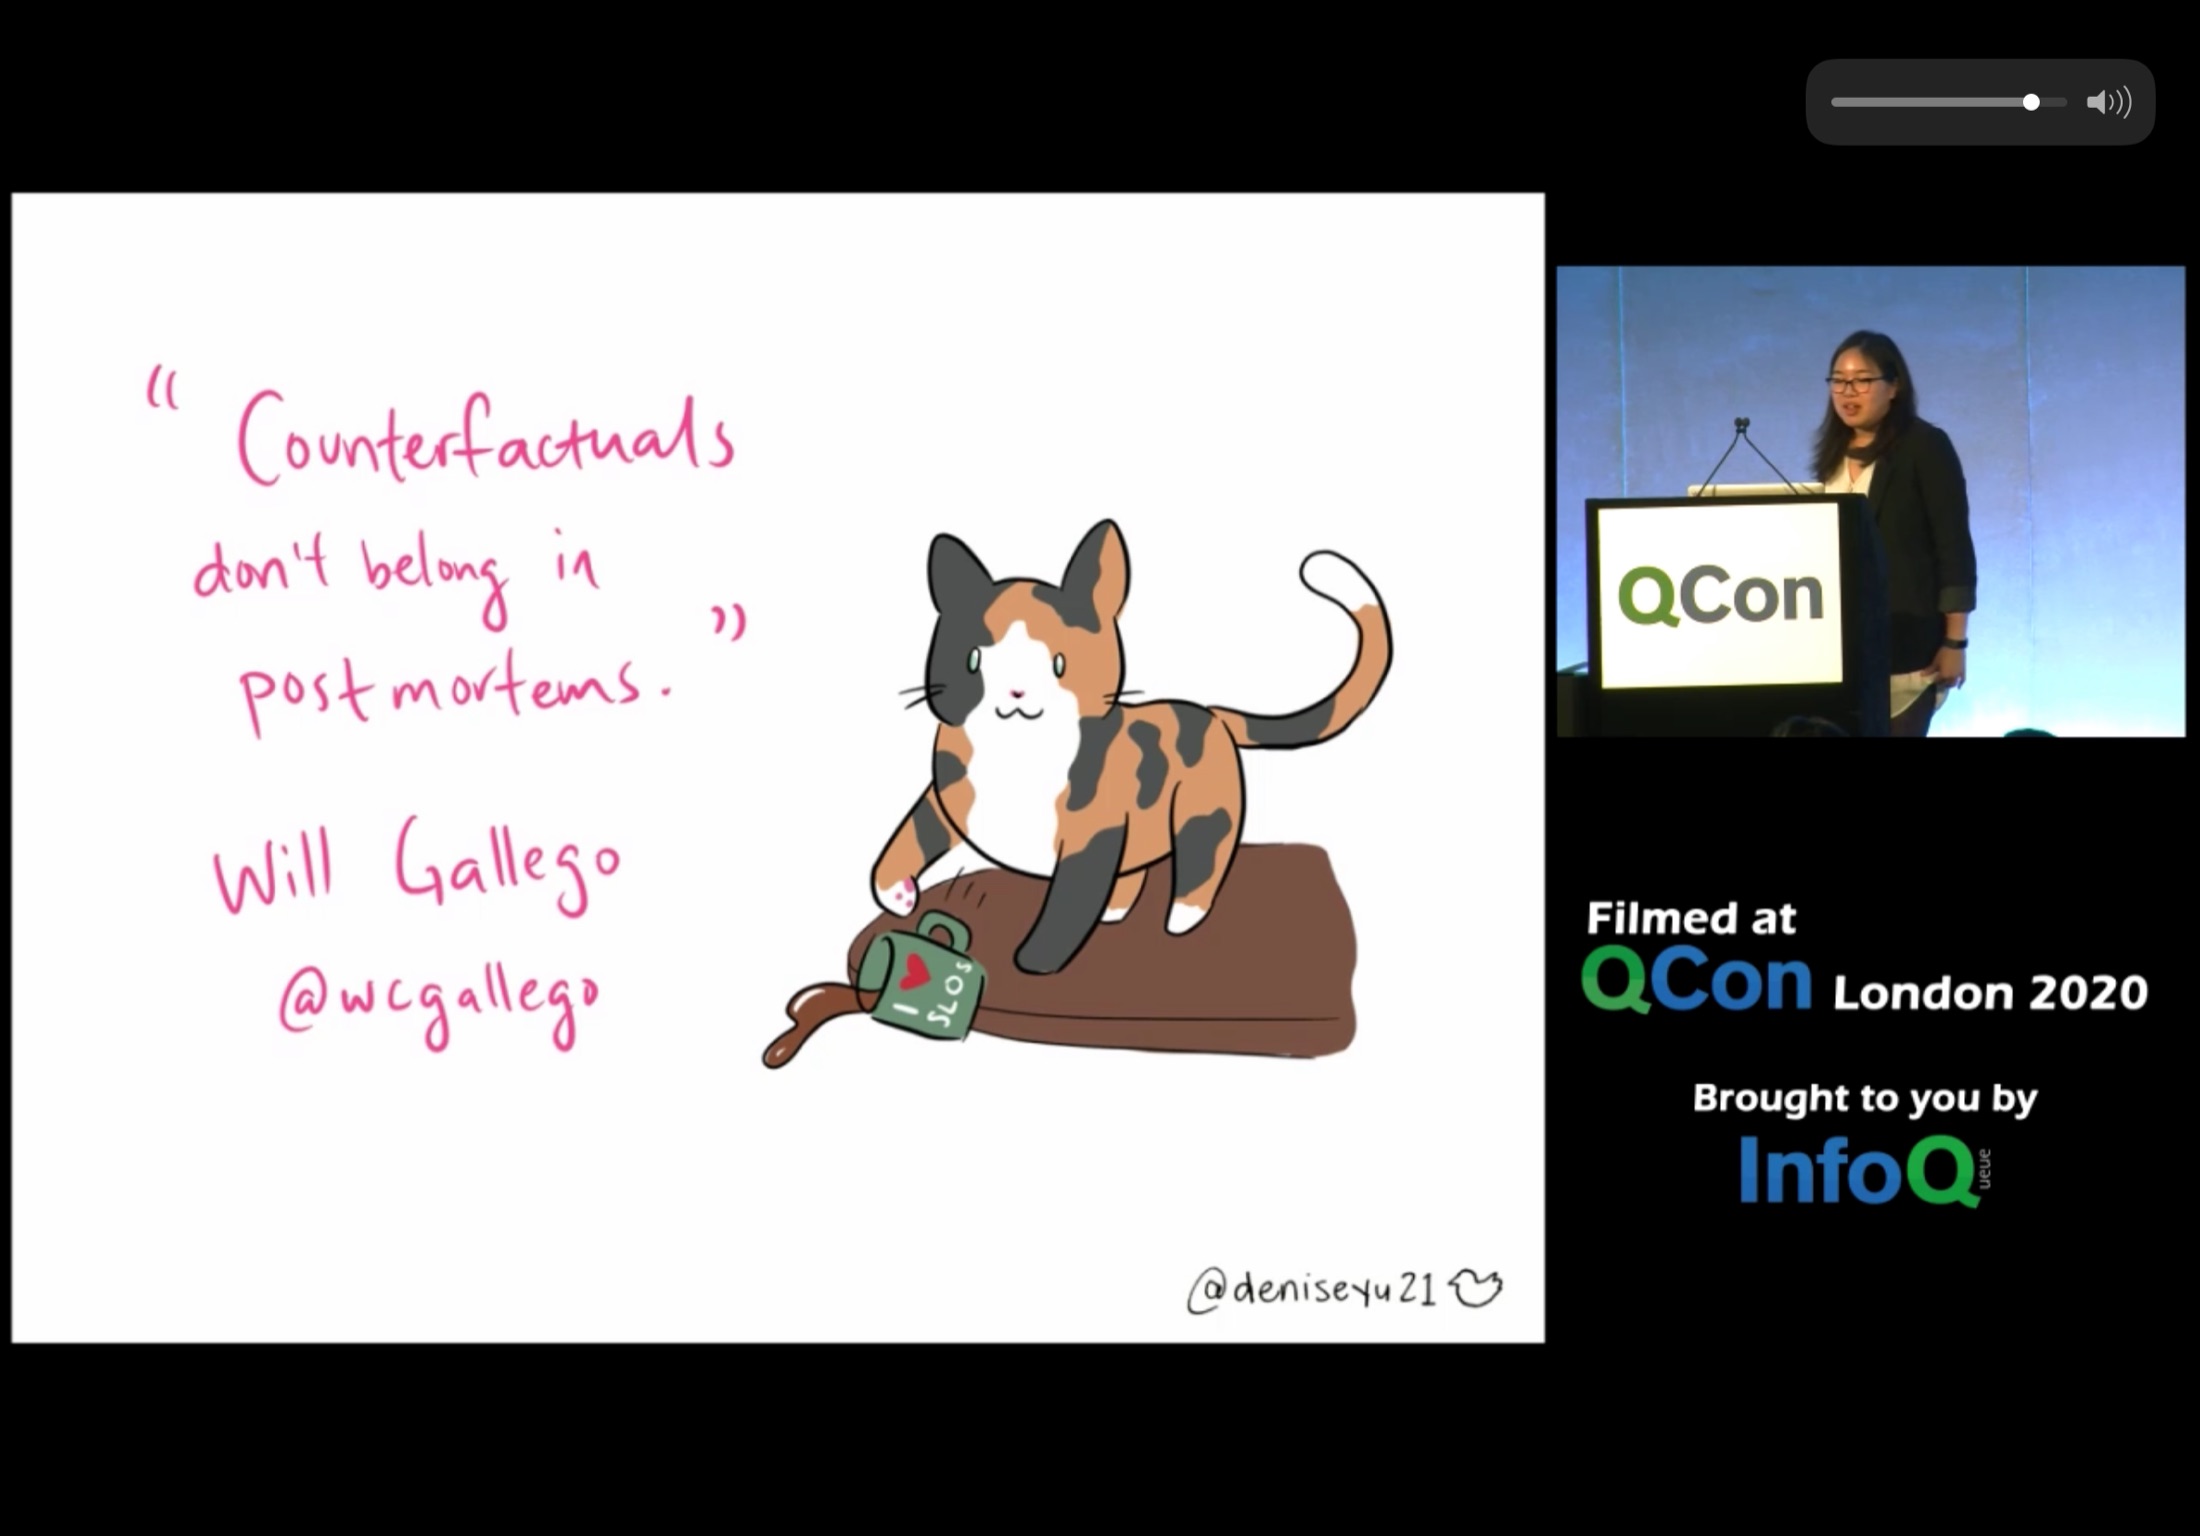 “Counterfactuals
don't belong in
postmortems.”
Will Gallego
@wcgallego
I ♥
SLOS
@deniseyu21
QCon
Filmed at
QCon London 2020
Brought to you by
InfoQueue